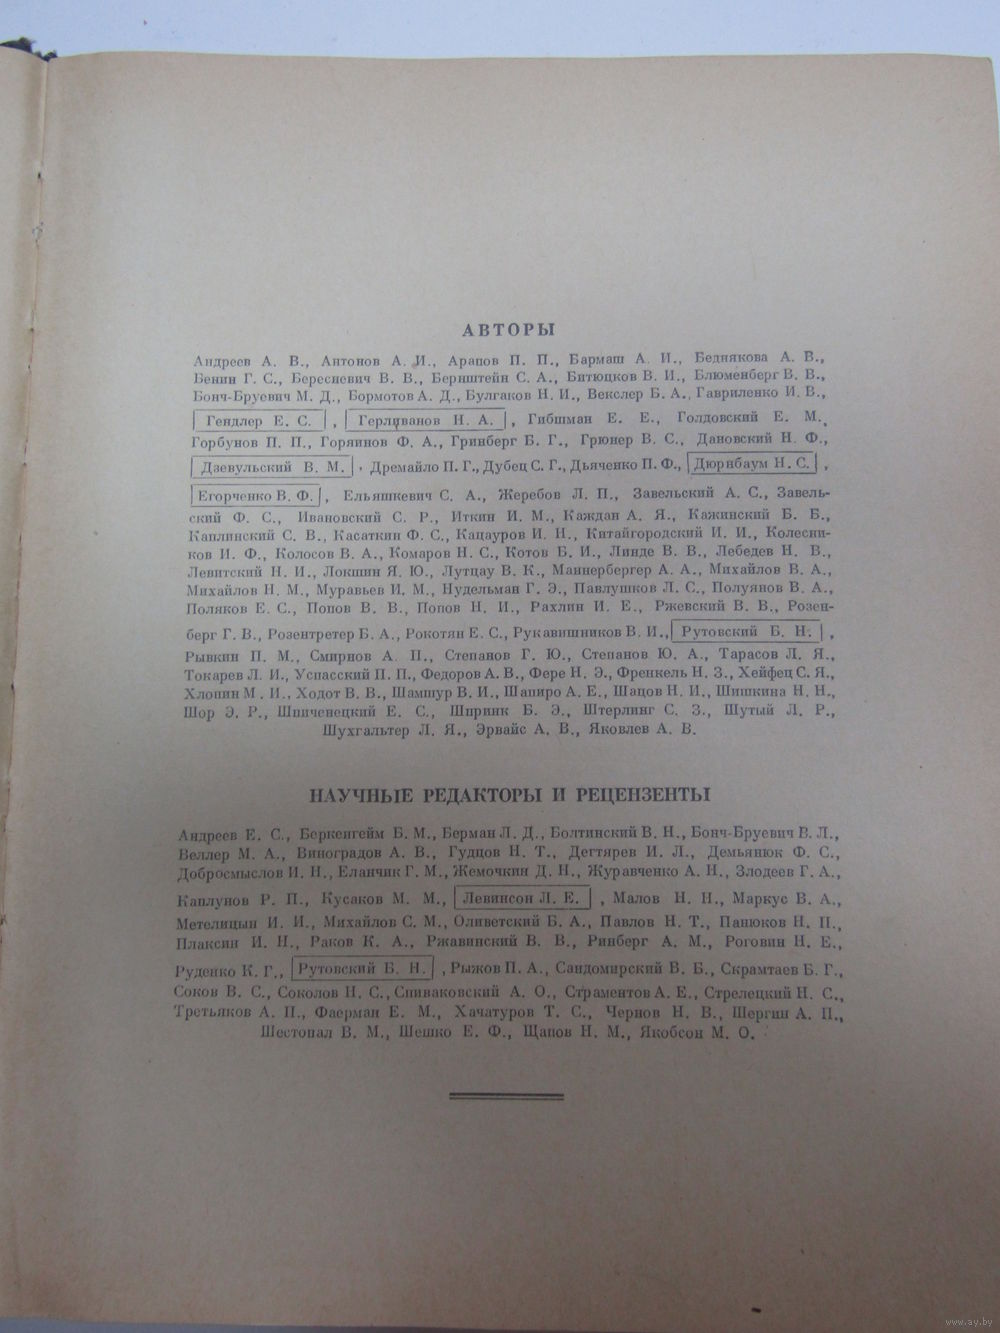 АВТОРЫ
Андреев А. В., Антонов А. И., Арапов П. П., Бармаш А. И., Беднякова А. В.,
Бенин Г. С., Бересневич В. В., Бернштейн С. А., Битюцков В. И., Блюменберг В. В.,
Бонч-Бруевич М. Д., Бормотов А. Д., Булгаков Н. И., Векслер Б. А., Гавриленко И. В.,
Гендлер Е. С., Герливанов Н. А., Гибшман Е. Е., Голдовский Е. М.,
Горбунов П. П., Горяинов Ф. А., Гринберг Б. Г., Грюнер В. С., Дановский Н. Ф.,
Дзевульский В. М., Дремайло П. Г., Дубец С. Г., Дьяченко П. Ф., Дюрнбаум Н. С.,
Егорченко В. Ф., Ельяшкевич С. А., Жеребов Л. П., Завельский А. С., Завель-
ский Ф. С., Ивановский С. Р., Иткин И. М., Каждан А. Я., Кажинский Б. Б.,
Каплинский С. В., Касаткин Ф. С., Кацауров И. Н., Китайгородский И. И., Колесни-
ков И. Ф., Колосов В. А., Комаров Н. С., Котов Б. И., Линде В. В., Лебедев Н. В.,
Левитский Н. И., Локшин Я. Ю., Лутцау В. К., Маннербергер А. А., Михайлов В. А.,
Михайлов Н. М., Муравьев И. М., Нудельман Г. Э., Павлушков Л. С., Полуянов В. А.,
Поляков Е. С., Попов В. В., Попов Н. И., Рахлин И. Е., Ржевский В. В., Розен-
берг Г. В., Розентретер Б. А., Рокотян Е. С., Рукавишников В. И., Рутовский Б. Н.,
Рывкин П. М., Смирнов А. П., Степанов Г. Ю., Степанов Ю. А., Тарасов Л. Я.,
Токарев Л. И., Успасский П. П., Федоров А. В., Фере Н. Э., Френкель Н. З., Хейфец С. Я.,
Хлопин М. И., Ходот В. В., Шамшур В. И., Шапиро А. Е., Шацов Н. И., Шишкина Н. Н.,
Шор Э. Р., Шпиченецкий Е. С., Шпринк Б. Э., Штерлинг С. З., Шутый Л. Р.,
Шухгальтер Л. Я., Эрвайс А. В., Яковлев А. В.
НАУЧНЫЕ РЕДАКТОРЫ И РЕЦЕНЗЕНТЫ
Андреев Е. С., Беркенгейм Б. М., Берман Л. Д., Болтинский В. Н., Бонч-Бруевич В. Л.,
Веллер М. А., Виноградов А. В., Гудцов Н. Т., Дегтярев И. Л., Демьянюк Ф. С.,
Добросмыслов И. Н., Еланчик Г. М., Жемочкин Д. Н., Журавченко А. Н., Злодеев Г. А.,
Каплунов Р. П., Кусаков М. М., Левинсон Л. Е., Малов Н. Н., Маркус В. А.,
Метелицын И. И., Михайлов С. М., Оливетский Б. А., Павлов Н. Т., Панюков Н. П.,
Плаксин И. Н., Раков К. А., Ржавинский В. В., Ринберг А. М., Роговин Н. Е.,
Руденко К. Г., Рутовский Б. Н., Рыжов П. А., Сандомирский В. Б., Скрамтаев Б. Г.,
Соков В. С., Соколов Н. С., Спиваковский А. О., Страментов А. Е., Стрелецкий Н. С.,
Третьяков А. П., Фаерман Е. М., Хачатуров Т. С., Чернов Н. В., Шергин А. П.,
Шестопал В. М., Шешко Е. Ф., Щапов Н. М., Якобсон М. О.
www.ay.by